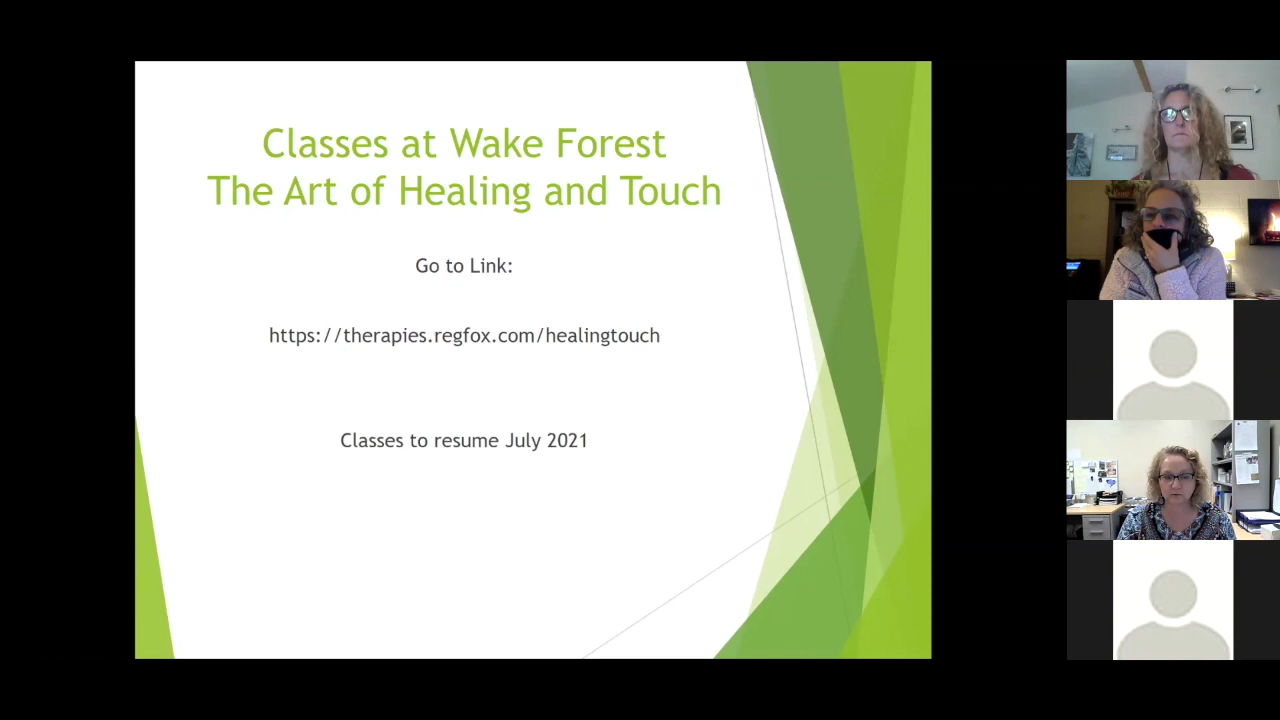 Classes at Wake Forest
The Art of Healing and Touch
Go to Link:
https://therapies.regfox.com/healingtouch
Classes to resume July 2021